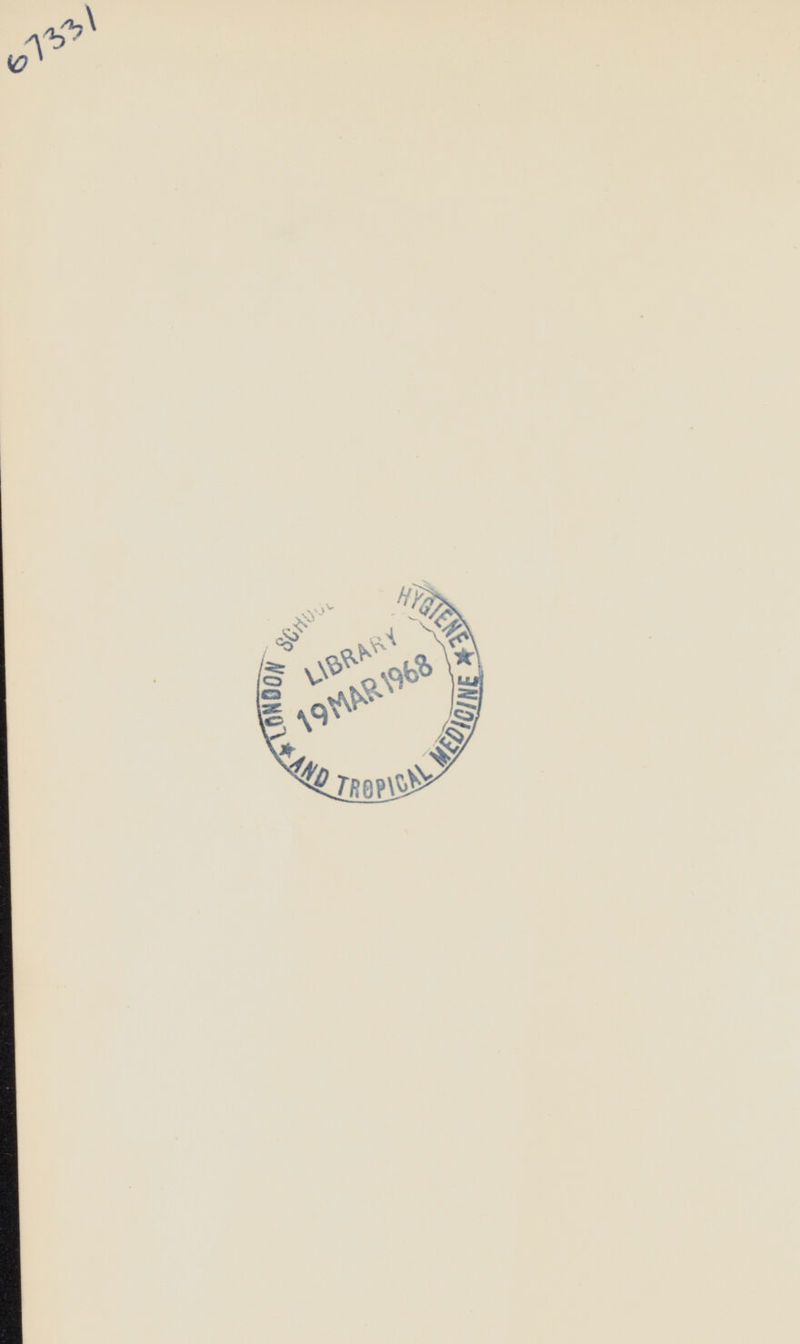 67331
LONDON SCHOOL HYGIENE
★ AND TROPICAL MEDICINE ★
LIBRARY
19 MAR 1968